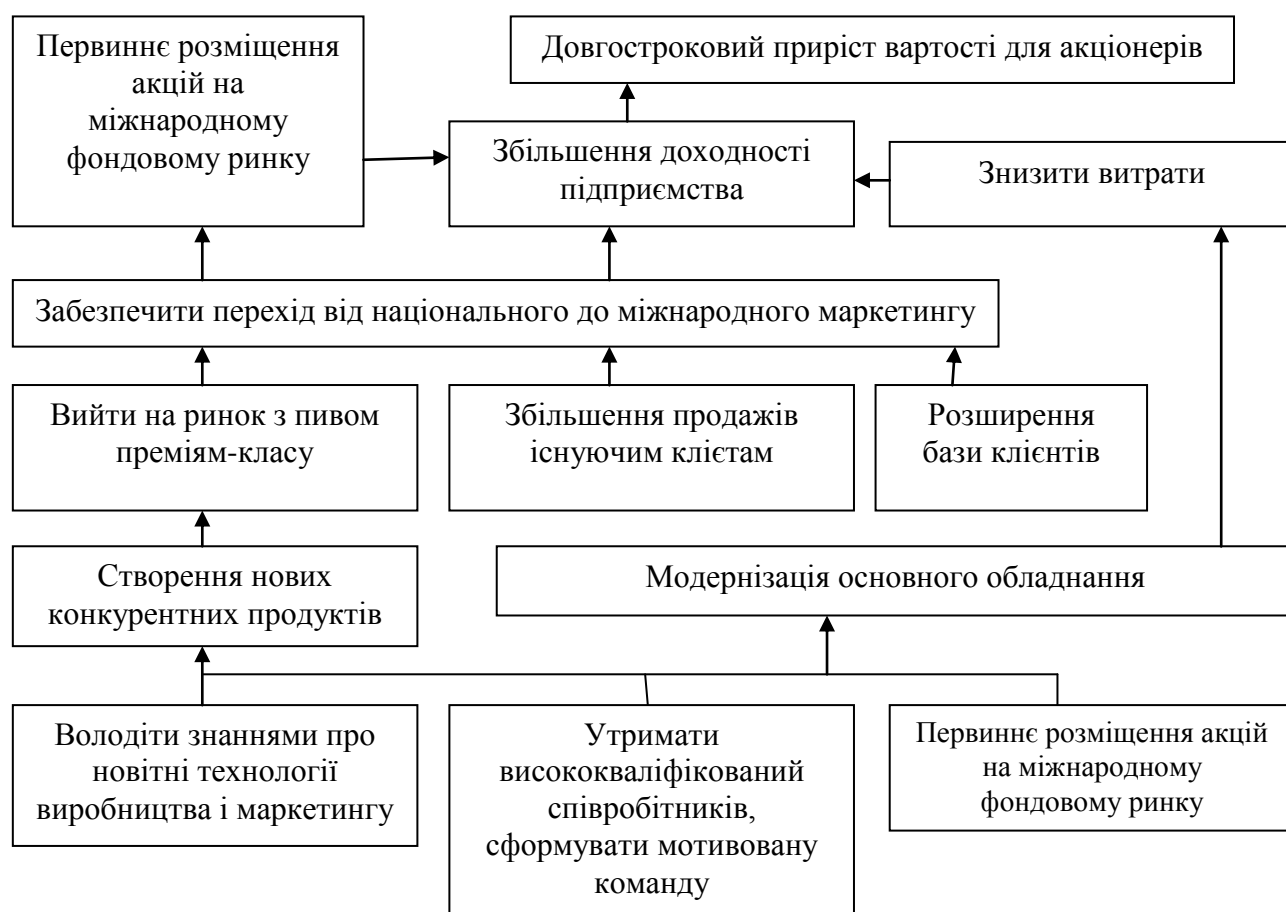 Первиннє розміщення
акцій на
міжнародному
фондовому ринку
Довгостроковий приріст вартості для акціонерів
Збільшення доходності
підприємства
Знизити витрати
Забезпечити перехід від національного до міжнародного маркетингу
Вийти на ринок з пивом
преміям-класу
Збільшення продажів
існуючим клієтам
Розширення
бази клієнтів
Створення нових
конкурентних продуктів
Модернізація основного обладнання
Володіти знаннями про
новітні технології
виробництва і маркетингу
Утримати
висококваліфікований
співробітників,
сформувати мотивовану
команду
Первиннє розміщення акцій
на міжнародному
фондовому ринку